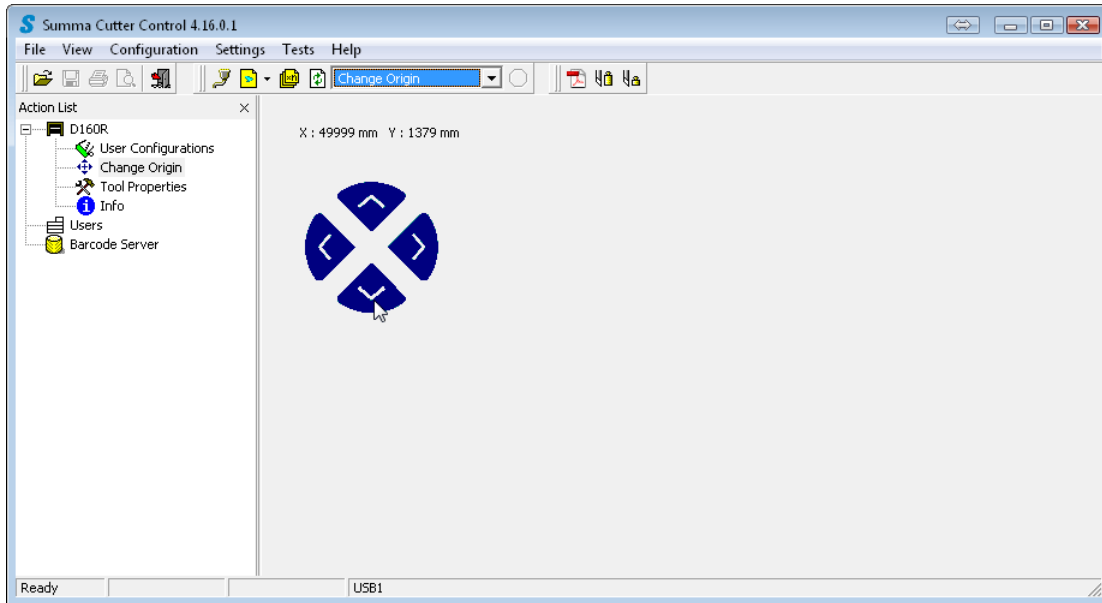 Summa Cutter Control 4.16.0.1
File View Configuration Settings Tests Help
Change Origin
Action List
D160R
User Configurations
Change Origin
Tool Properties
Info
Users
Barcode Server
X : 49999 mm Y : 1379 mm
Ready USB1